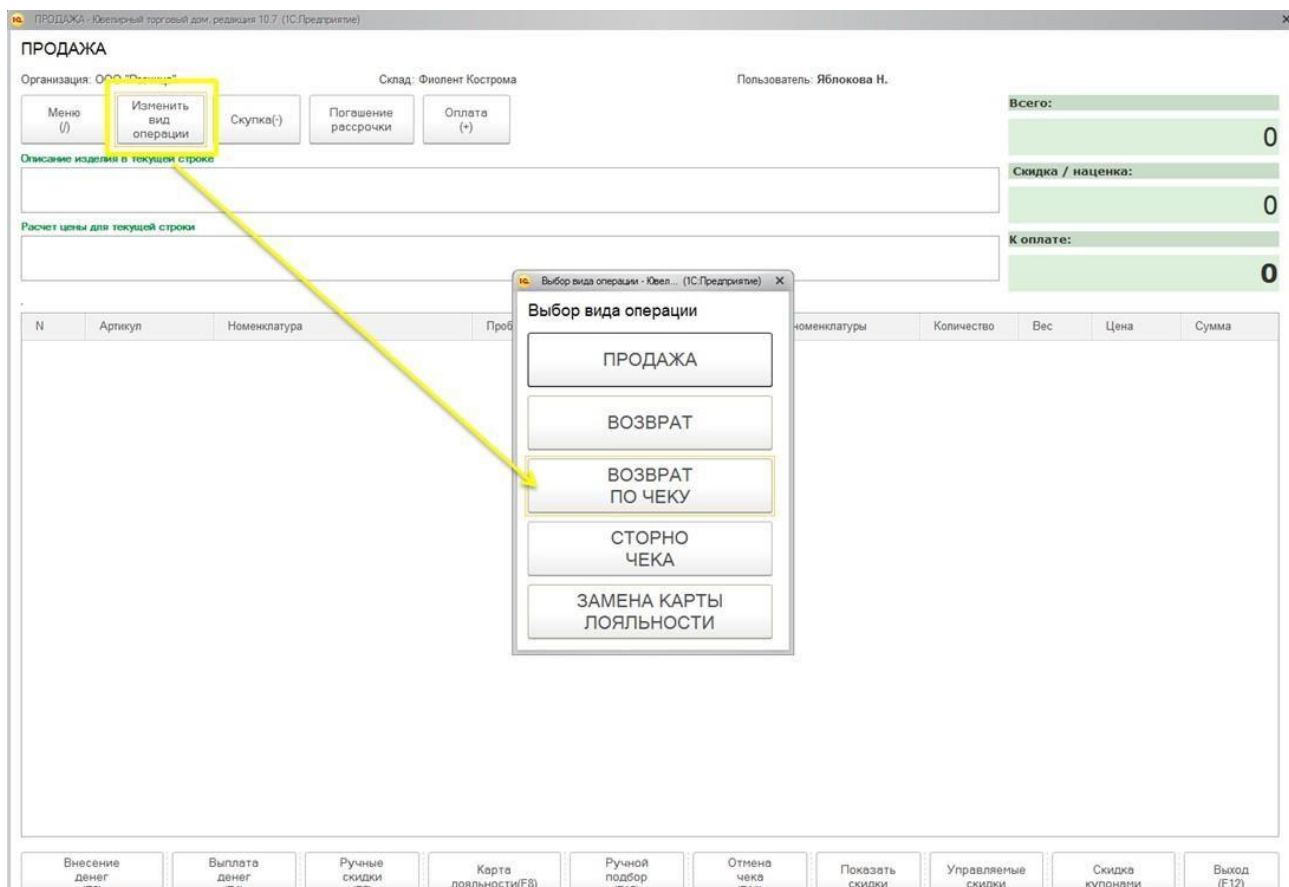 ПРОДАЖА - Ювелирный торговый дом, редакция 10.7 (1С:Предприятие)
ПРОДАЖА
Организация: ООО
Склад: Фиолент Кострома
Пользователь: Яблокова Н.
Меню
(/)
Изменить
вид
операции
Скупка(-)
Погашение
рассрочки
Оплата
(+)
Всего:
0
Описание изделия в текущей строке
Скидка / наценка:
0
Расчет цены для текущей строки
К оплате:
0
Выбор вида операции - Ювел... (1С:Предприятие)
Выбор вида операции
N Артикул Номенклатура Проб номенклатуры Количество Вес Цена Сумма
ПРОДАЖА
ВОЗВРАТ
ВОЗВРАТ
ПО ЧЕКУ
СТОРНО
ЧЕКА
ЗАМЕНА КАРТЫ
ЛОЯЛЬНОСТИ
Внесение
денег
Выплата
денег
Ручные
скидки
Карта
лояльности(F8)
Ручной
подбор
Отмена
чека
Показать
скидки
Управляемые
скидки
Скидка
купонами
Выход
(F12)